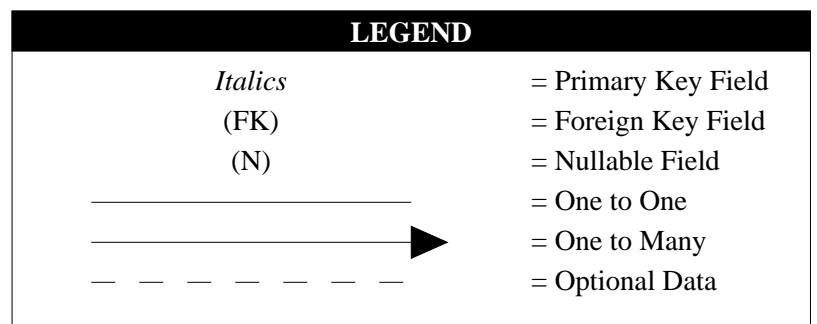 LEGEND
Italics = Primary Key Field
(FK) = Foreign Key Field
(N) = Nullable Field
= One to One
= One to Many
= Optional Data